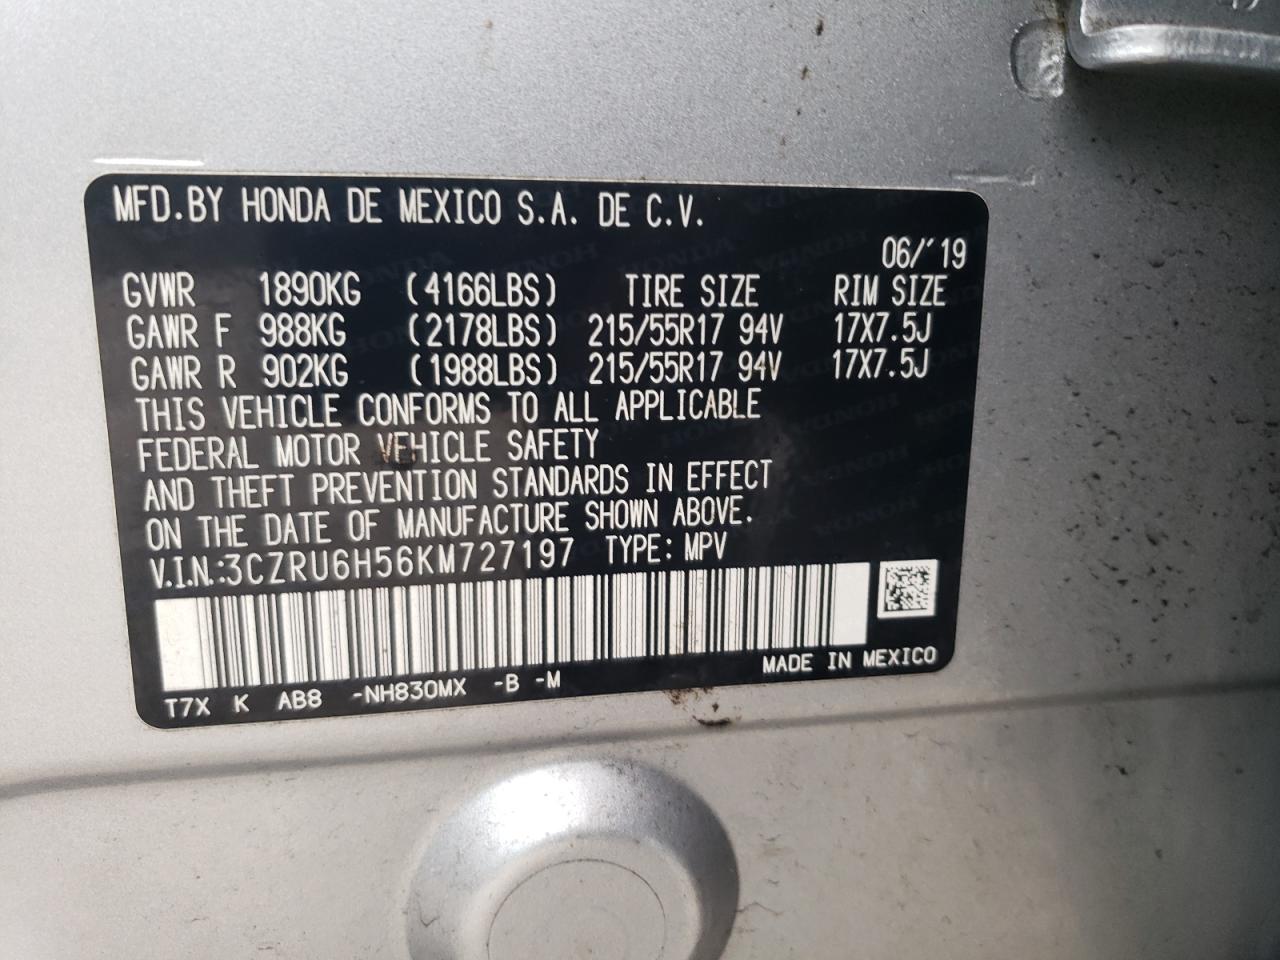 MFD.BY HONDA DE MEXICO S.A. DE C.V.
06/'19
GVWR 1890KG (4166LBS) TIRE SIZE RIM SIZE
GAWR F 988KG (2178LBS) 215/55R17 94V 17X7.5J
GAWR R 902KG (1988LBS) 215/55R17 94V 17X7.5J
THIS VEHICLE CONFORMS TO ALL APPLICABLE
FEDERAL MOTOR VEHICLE SAFETY
AND THEFT PREVENTION STANDARDS IN EFFECT
ON THE DATE OF MANUFACTURE SHOWN ABOVE.
V.I.N.:3CZRU6H56KM727197 TYPE: MPV
MADE IN MEXICO
T7X K AB8 -NH830MX -B -M